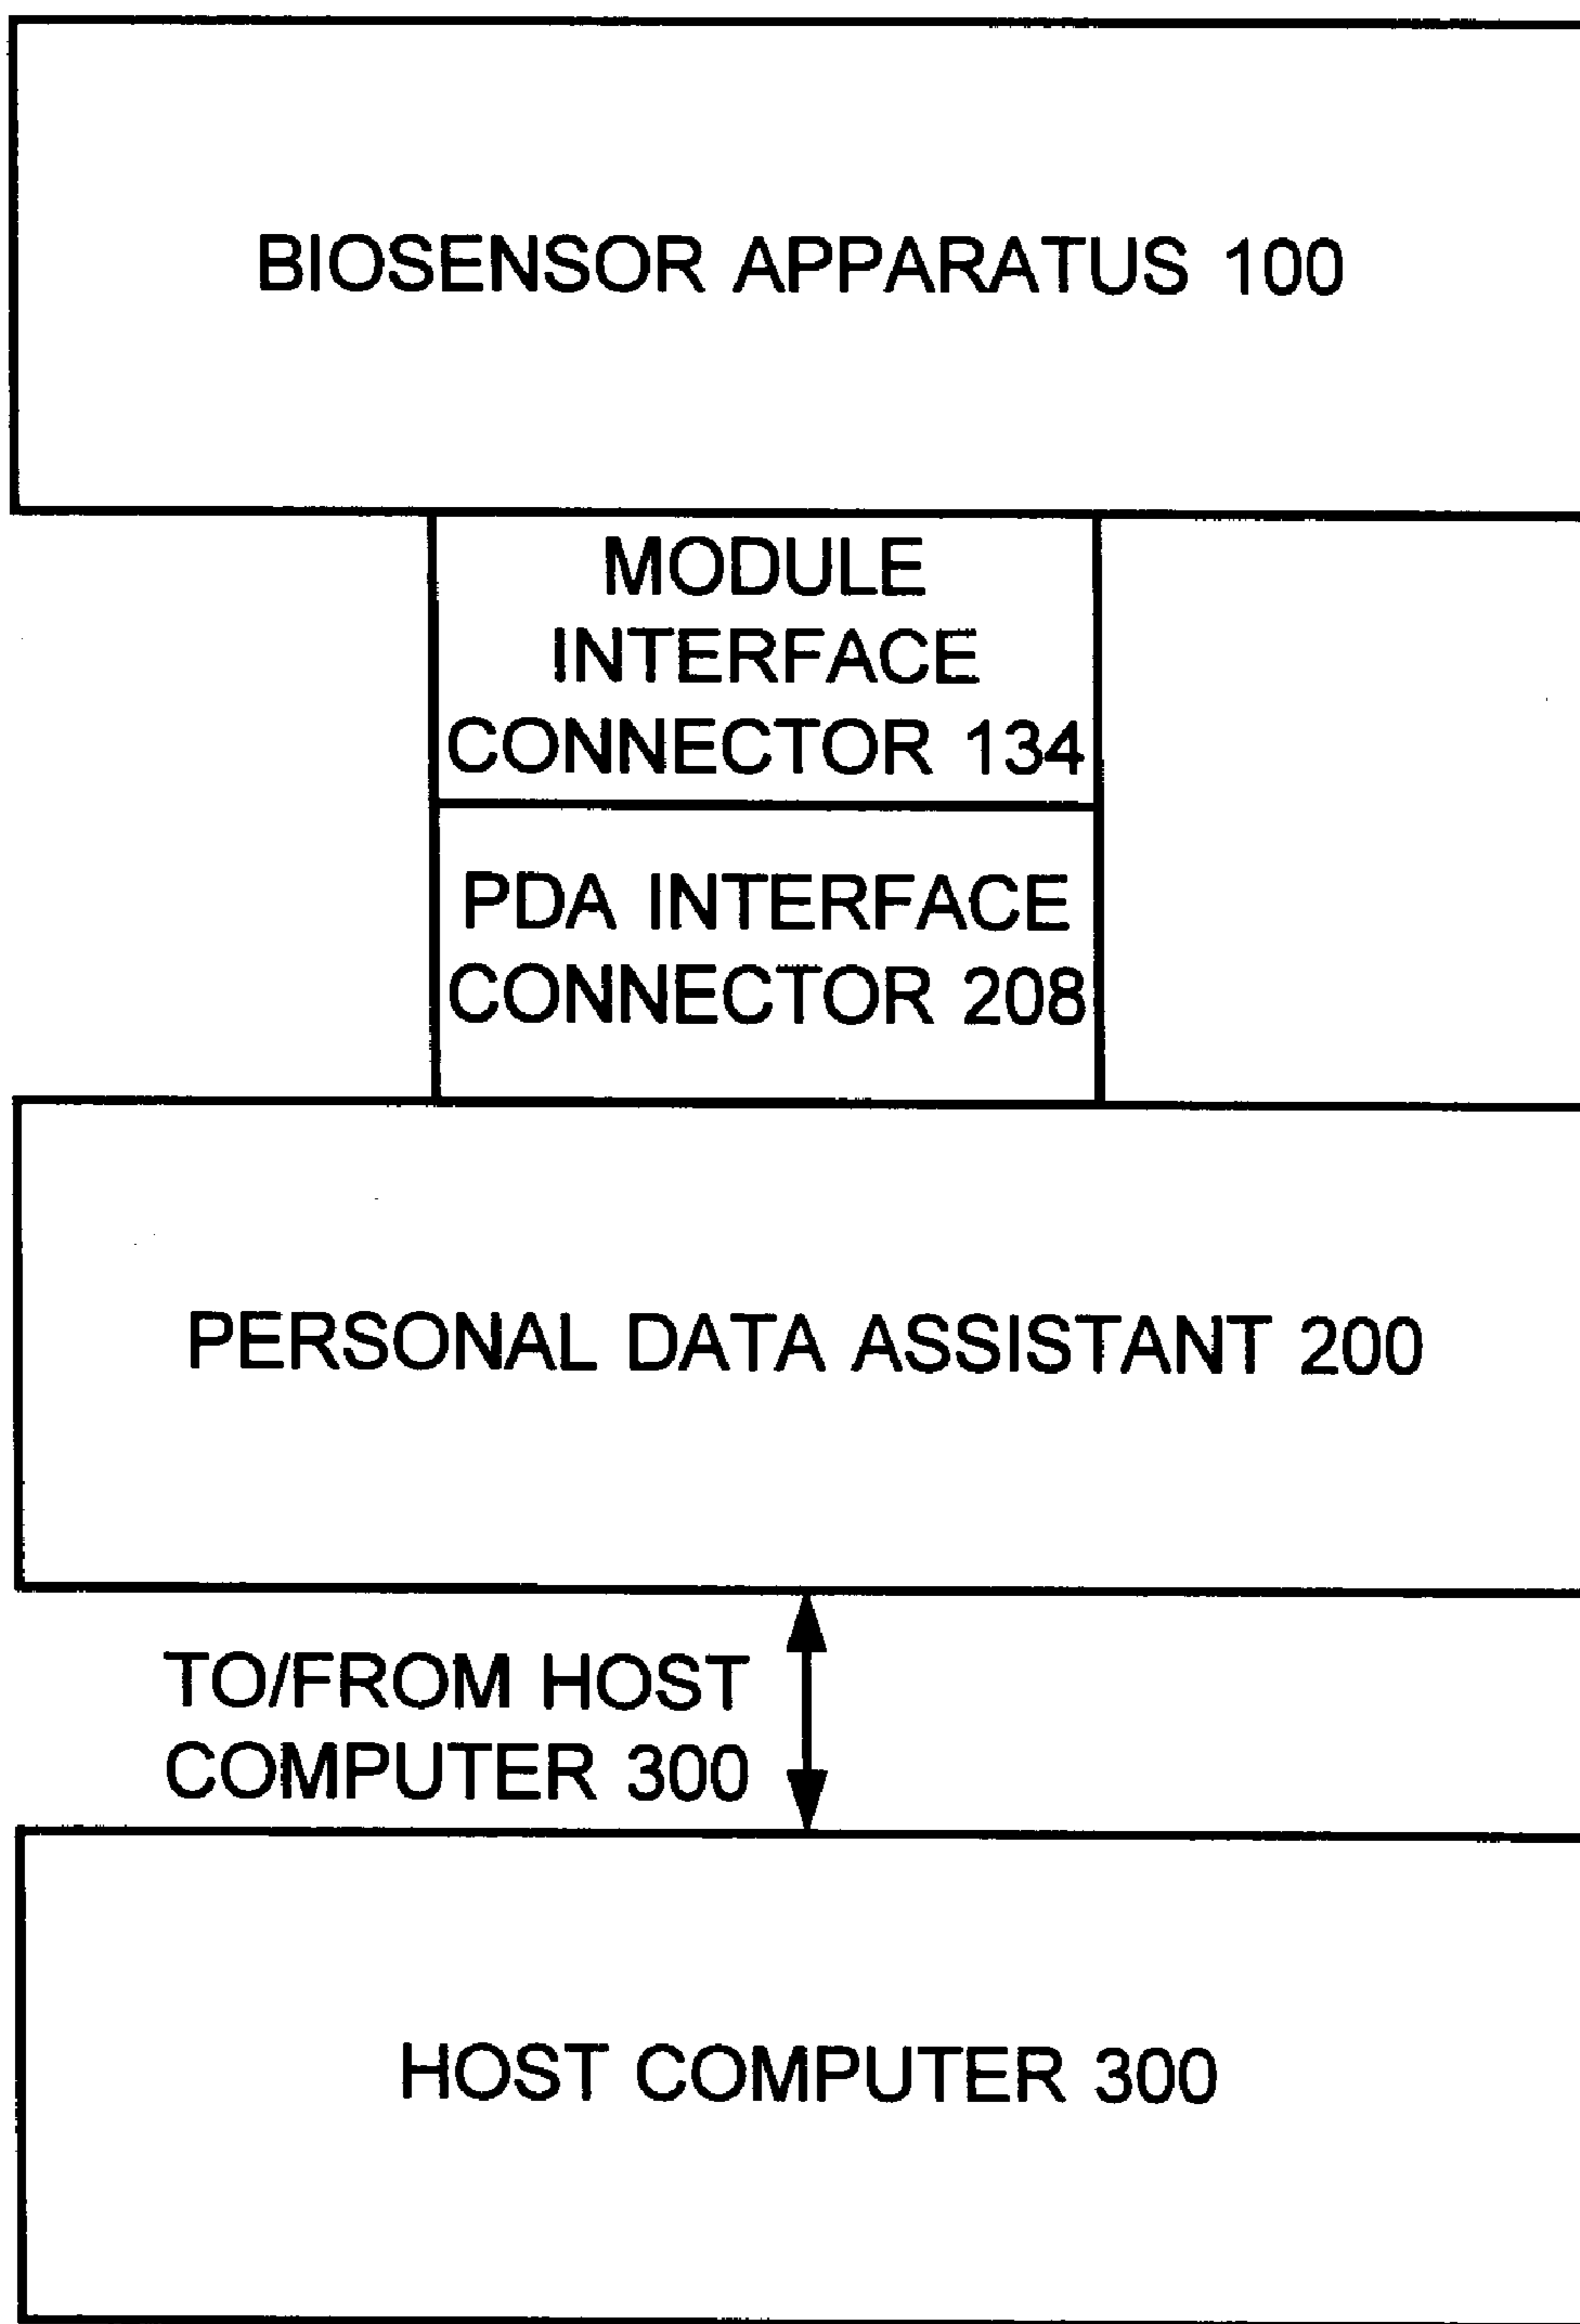 BIOSENSOR APPARATUS 100
MODULE
INTERFACE
CONNECTOR 134
PDA INTERFACE
CONNECTOR 208
PERSONAL DATA ASSISTANT 200
TO/FROM HOST
COMPUTER 300
HOST COMPUTER 300